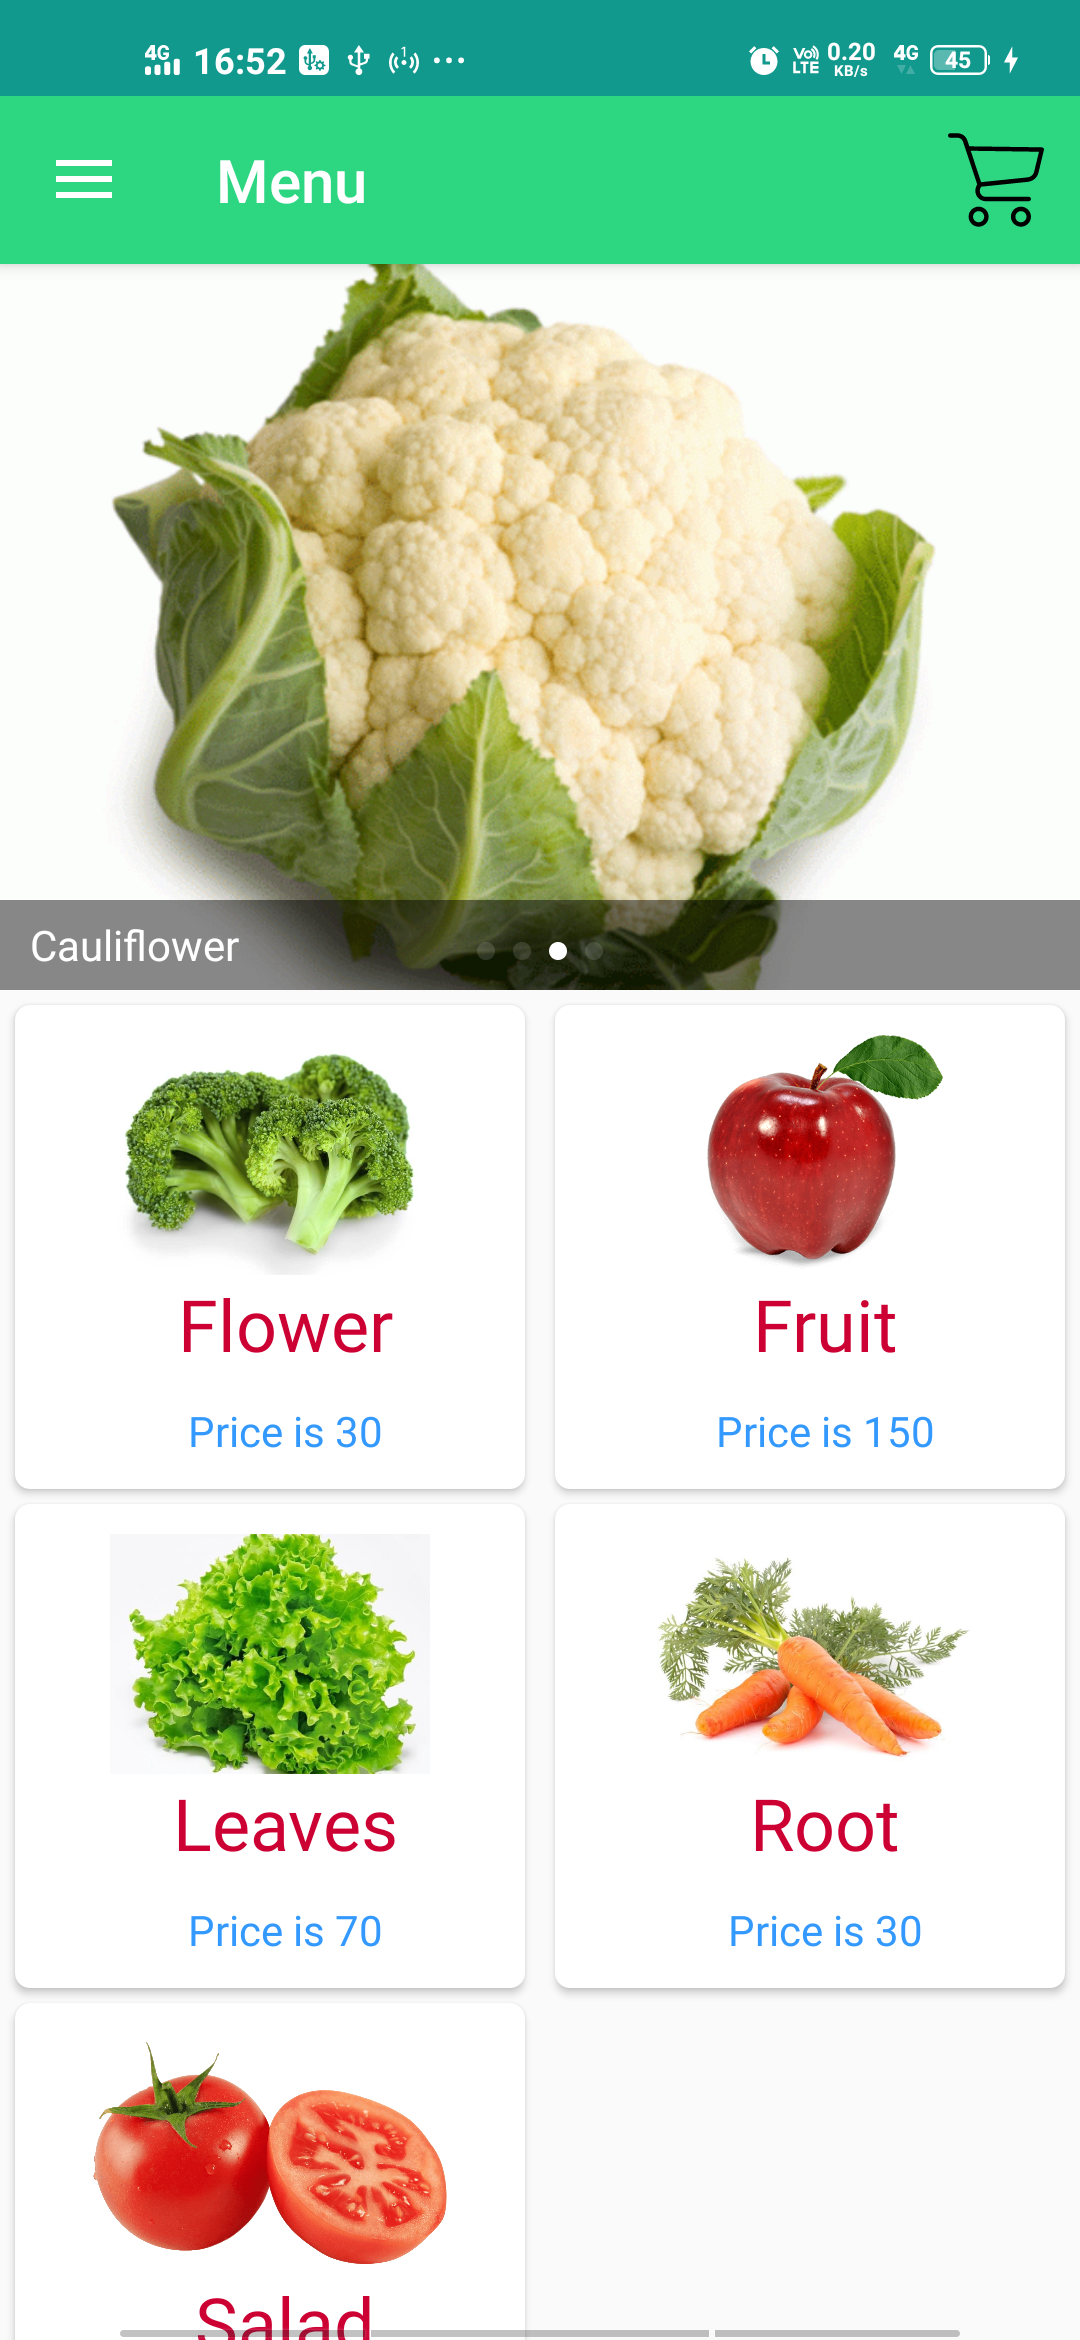 4G 16:52 1 Vo) LTE 0.20 KB/s 4G 45
Menu
Cauliflower
Flower
Fruit
Price is 30
Price is 150
Leaves
Root
Price is 70
Price is 30
Salad